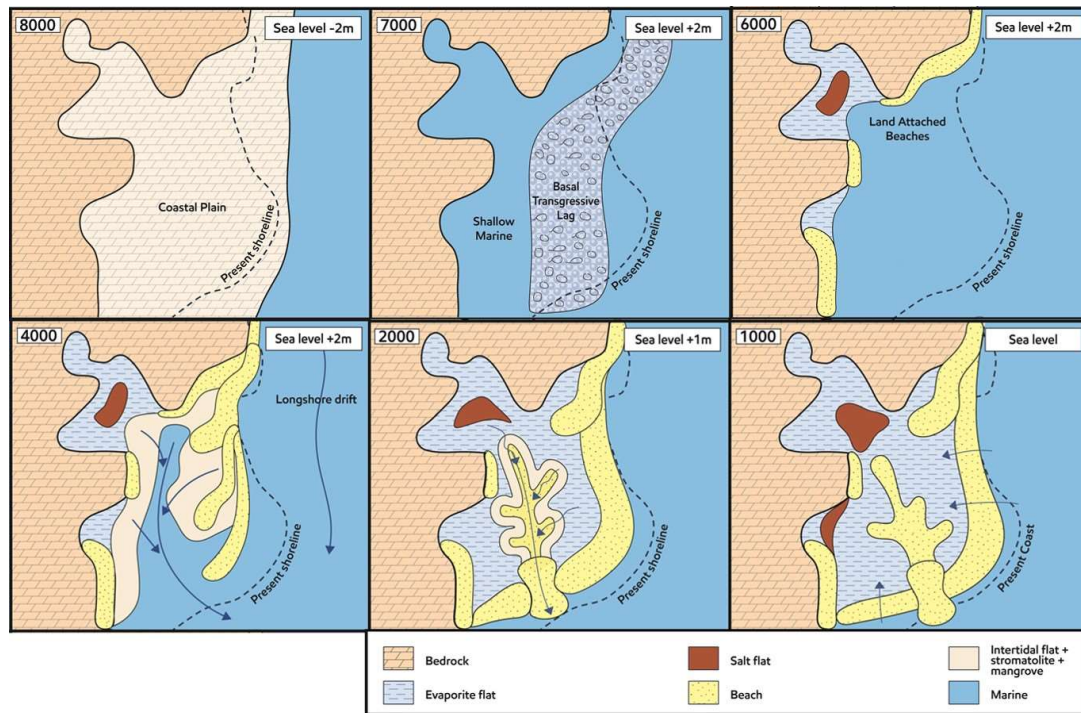 8000
Sea level -2m
Coastal Plain
Present shoreline
7000
Sea level +2m
Basal
Transgressive
Lag
Shallow
Marine
Present shoreline
6000
Sea level +2m
Land Attached
Beaches
Present shoreline
4000
Sea level +2m
Longshore drift
Present shoreline
2000
Sea level +1m
Present shoreline
1000
Sea level
Present Coast
Bedrock
Salt flat
Intertidal flat +
stromatolite +
mangrove
Evaporite flat
Beach
Marine